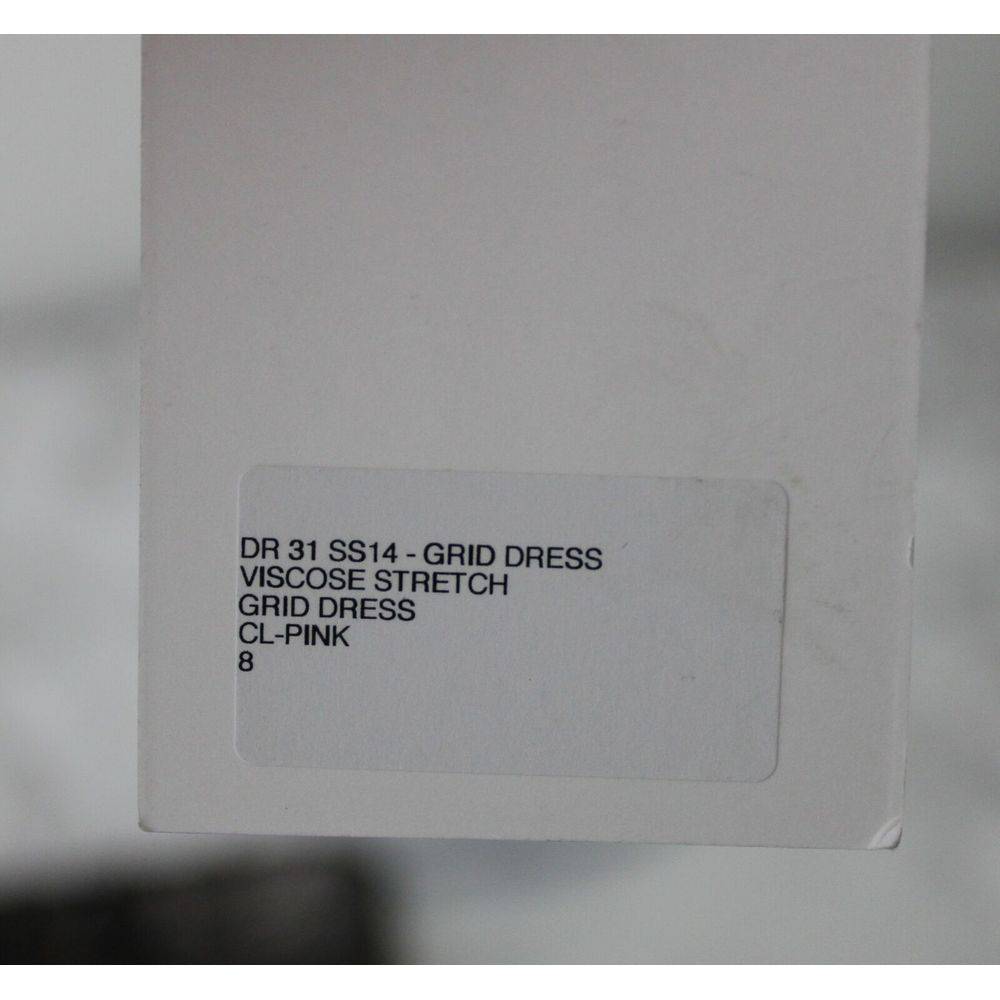 DR 31 SS14 - GRID DRESS
VISCOSE STRETCH
GRID DRESS
CL-PINK
8